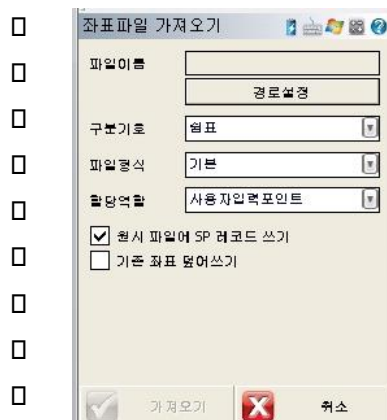 좌표파일 가져오기
파일이름
경로설정
구분기호 쉼표
파일형식 기본
할당역할 사용자입력포인트
원시 파일에 SP 레코드 쓰기
기존 좌표 덮어쓰기
가져오기 취소